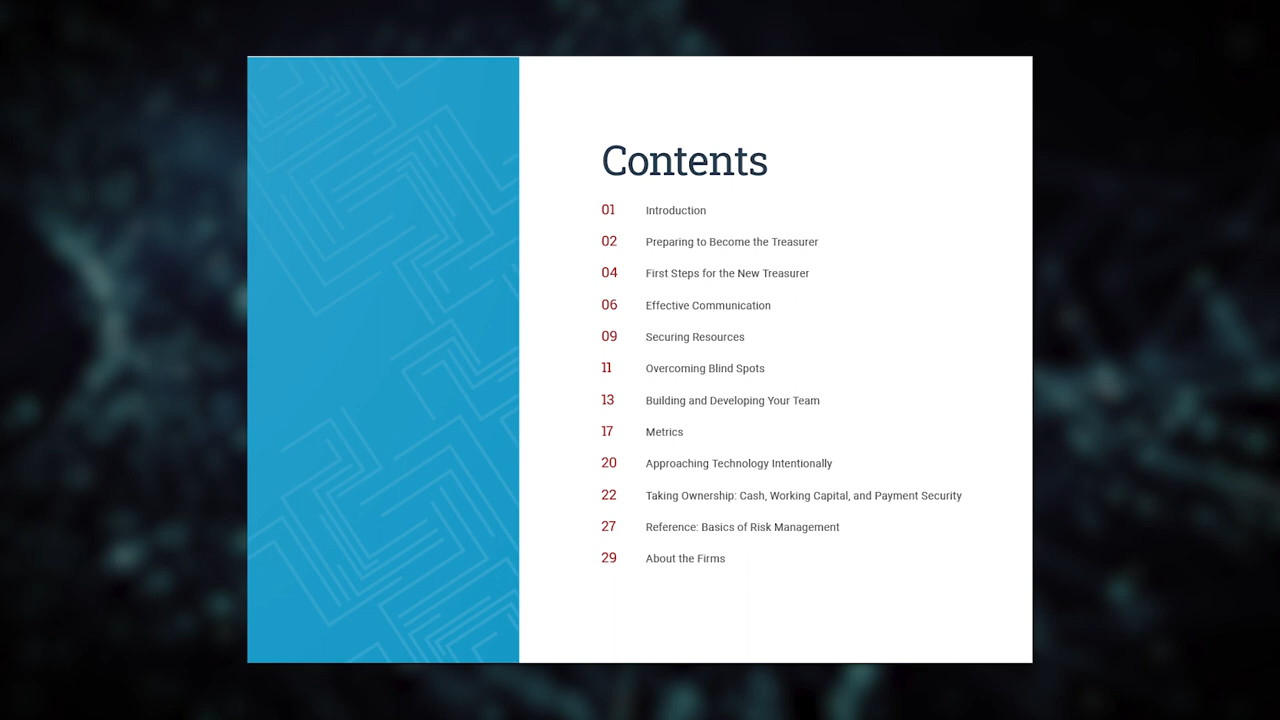 Contents
01 Introduction
02 Preparing to Become the Treasurer
04 First Steps for the New Treasurer
06 Effective Communication
09 Securing Resources
11 Overcoming Blind Spots
13 Building and Developing Your Team
17 Metrics
20 Approaching Technology Intentionally
22 Taking Ownership: Cash, Working Capital, and Payment Security
27 Reference: Basics of Risk Management
29 About the Firms